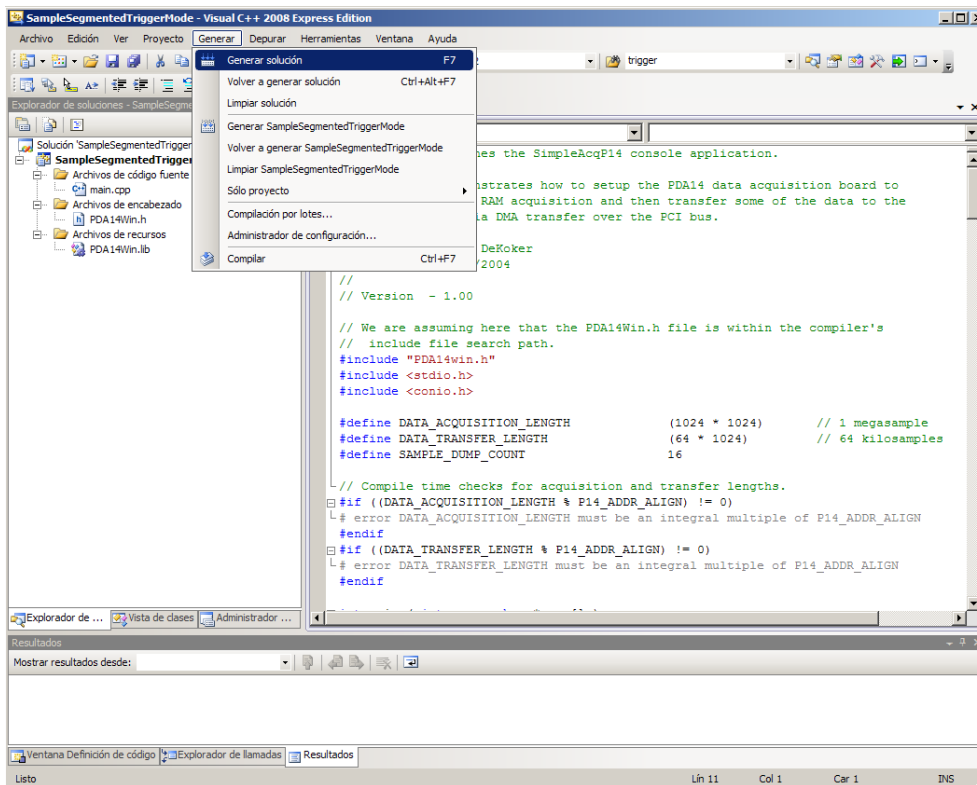 SampleSegmentedTriggerMode - Visual C++ 2008 Express Edition
Archivo Edición Ver Proyecto Generar Depurar Herramientas Ventana Ayuda
trigger
Explorador de soluciones - SampleSegme
Solución 'SampleSegmentedTrigger
SampleSegmentedTrigger
Archivos de código fuente
main.cpp
Archivos de encabezado
PDA14Win.h
Archivos de recursos
PDA14Win.lib
Generar solución F7
Volver a generar solución Ctrl+Alt+F7
Limpiar solución
Generar SampleSegmentedTriggerMode
Volver a generar SampleSegmentedTriggerMode
Limpiar SampleSegmentedTriggerMode
Sólo proyecto
Compilación por lotes...
Administrador de configuración...
Compilar Ctrl+F7
nes the SimpleAcqP14 console application.
nstrates how to setup the PDA14 data acquisition board to
RAM acquisition and then transfer some of the data to the
ia DMA transfer over the PCI bus.
DeKoker
/2004
//
// Version - 1.00
// We are assuming here that the PDA14Win.h file is within the compiler's
// include file search path.
#include "PDA14win.h"
#include <stdio.h>
#include <conio.h>
#define DATA_ACQUISITION_LENGTH (1024 * 1024) // 1 megasample
#define DATA_TRANSFER_LENGTH (64 * 1024) // 64 kilosamples
#define SAMPLE_DUMP_COUNT 16
// Compile time checks for acquisition and transfer lengths.
#if ((DATA_ACQUISITION_LENGTH % P14_ADDR_ALIGN) != 0)
# error DATA_ACQUISITION_LENGTH must be an integral multiple of P14_ADDR_ALIGN
#endif
#if ((DATA_TRANSFER_LENGTH % P14_ADDR_ALIGN) != 0)
# error DATA_TRANSFER_LENGTH must be an integral multiple of P14_ADDR_ALIGN
#endif
Explorador de ... Vista de clases Administrador ...
Resultados
Mostrar resultados desde:
Ventana Definición de código Explorador de llamadas Resultados
Listo Lín 11 Col 1 Car 1 INS